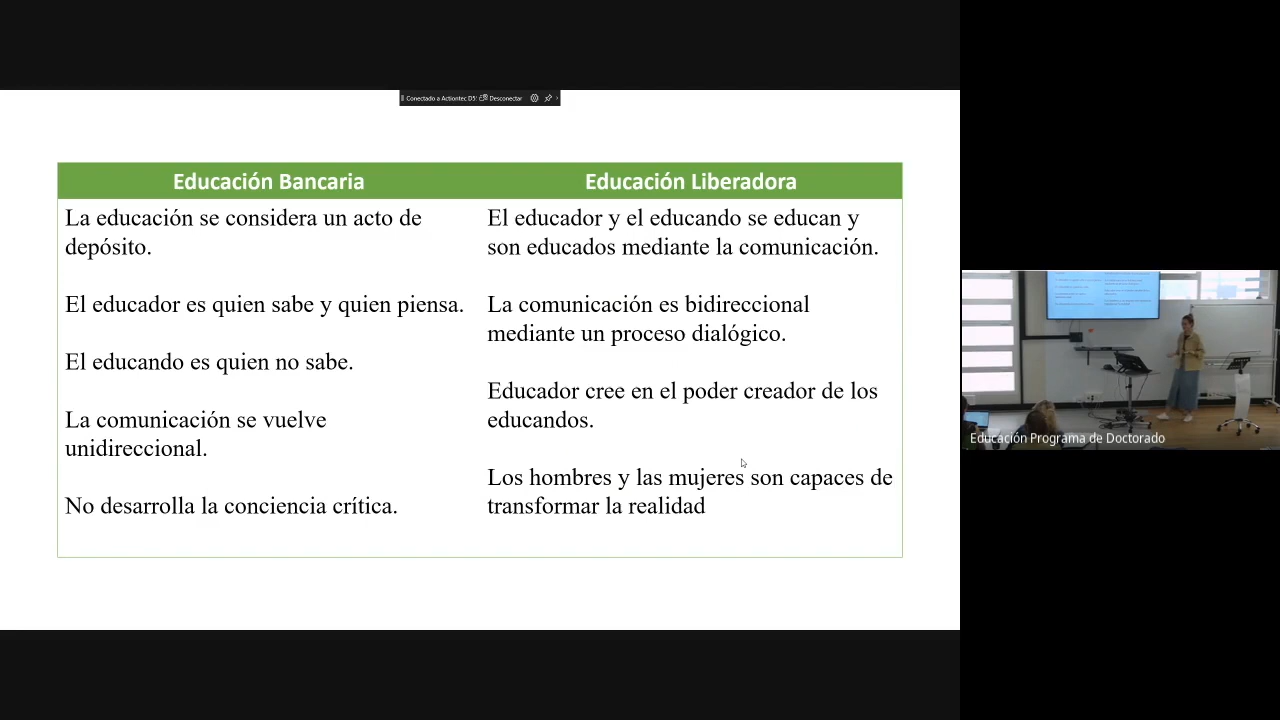 Conectado a Actiontec D5
Desconectar
Educación Bancaria
La educación se considera un acto de
depósito.
El educador es quien sabe y quien piensa.
El educando es quien no sabe.
La comunicación se vuelve
unidireccional.
No desarrolla la conciencia crítica.
Educación Liberadora
El educador y el educando se educan y
son educados mediante la comunicación.
La comunicación es bidireccional
mediante un proceso dialógico.
Educador cree en el poder creador de los
educandos.
Los hombres y las mujeres son capaces de
transformar la realidad
Educación Programa de Doctorado